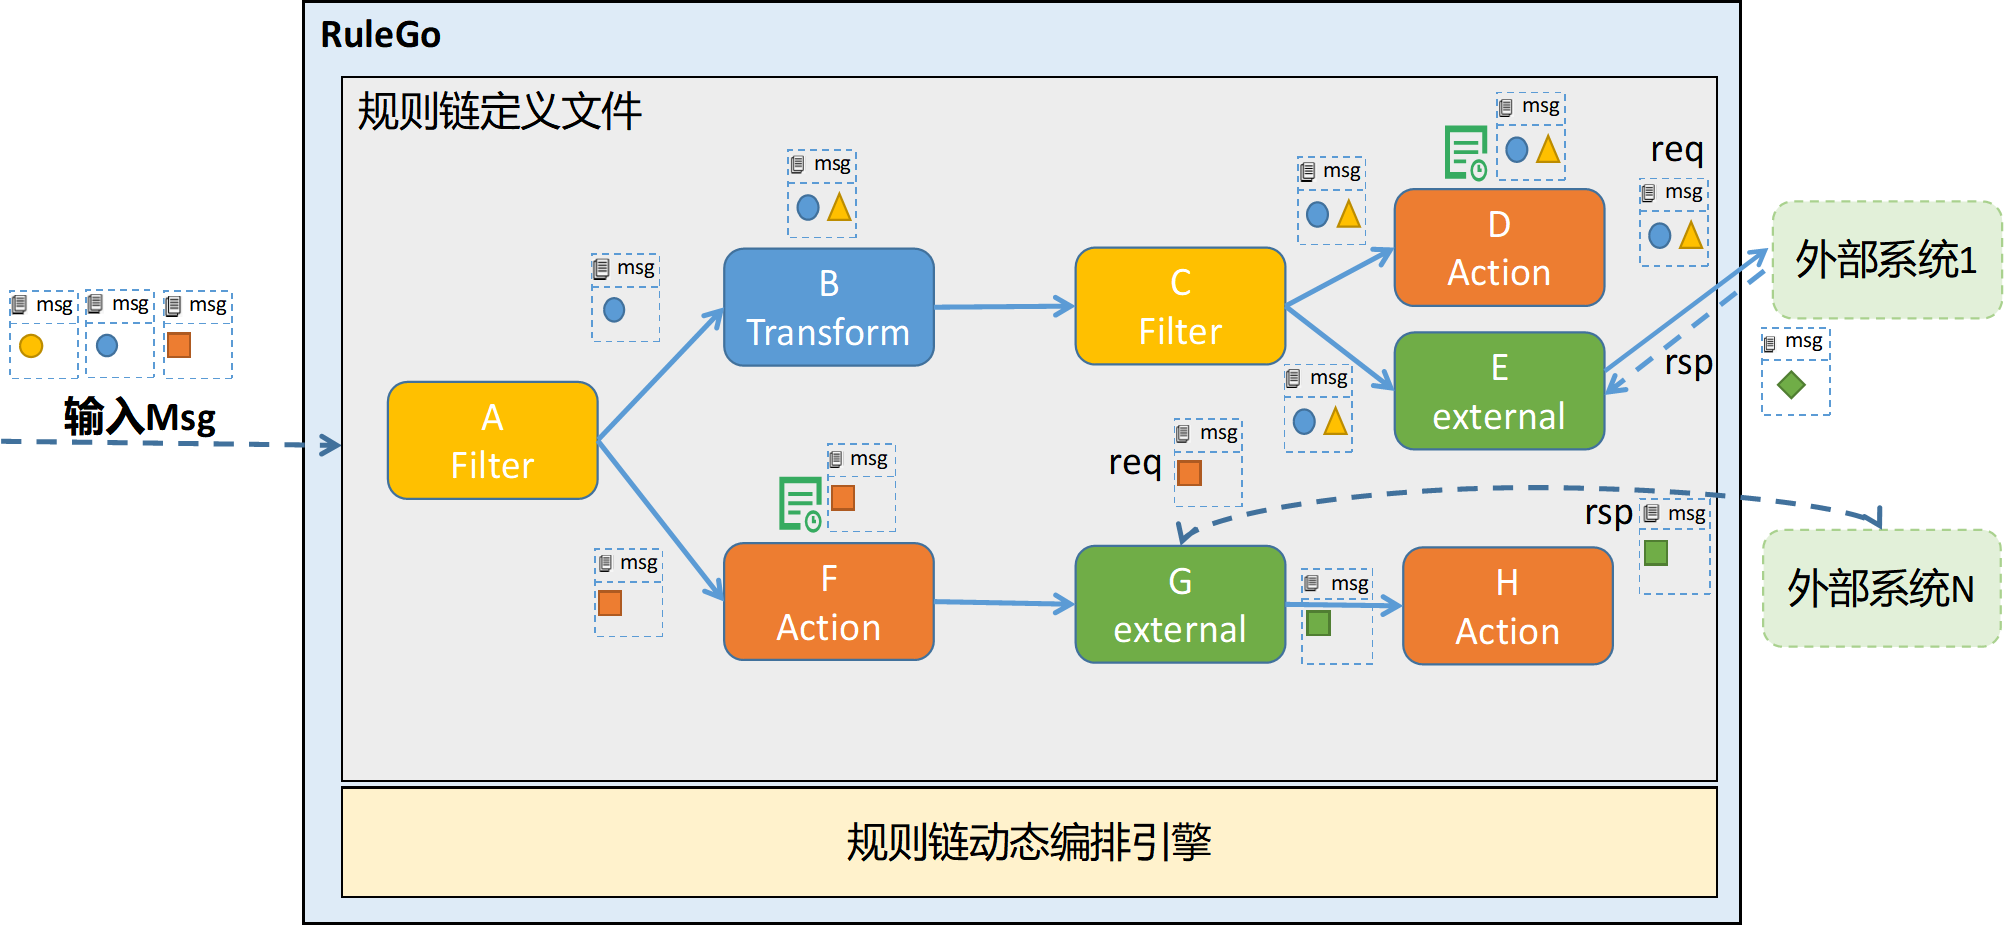 RuleGo
规则链定义文件
msg
msg
req
msg
msg
msg
D
Action
外部系统1
msg
B
Transform
C
Filter
msg
msg
msg
输入Msg
msg
E
external
rsp
A
Filter
msg
req
msg
msg
rsp
msg
msg
F
Action
G
external
msg
H
Action
外部系统N
规则链动态编排引擎